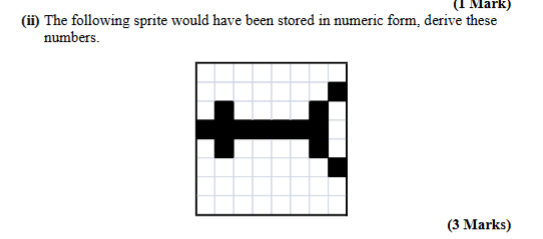 (1 Mark)
(ii) The following sprite would have been stored in numeric form, derive these
numbers.
(3 Marks)